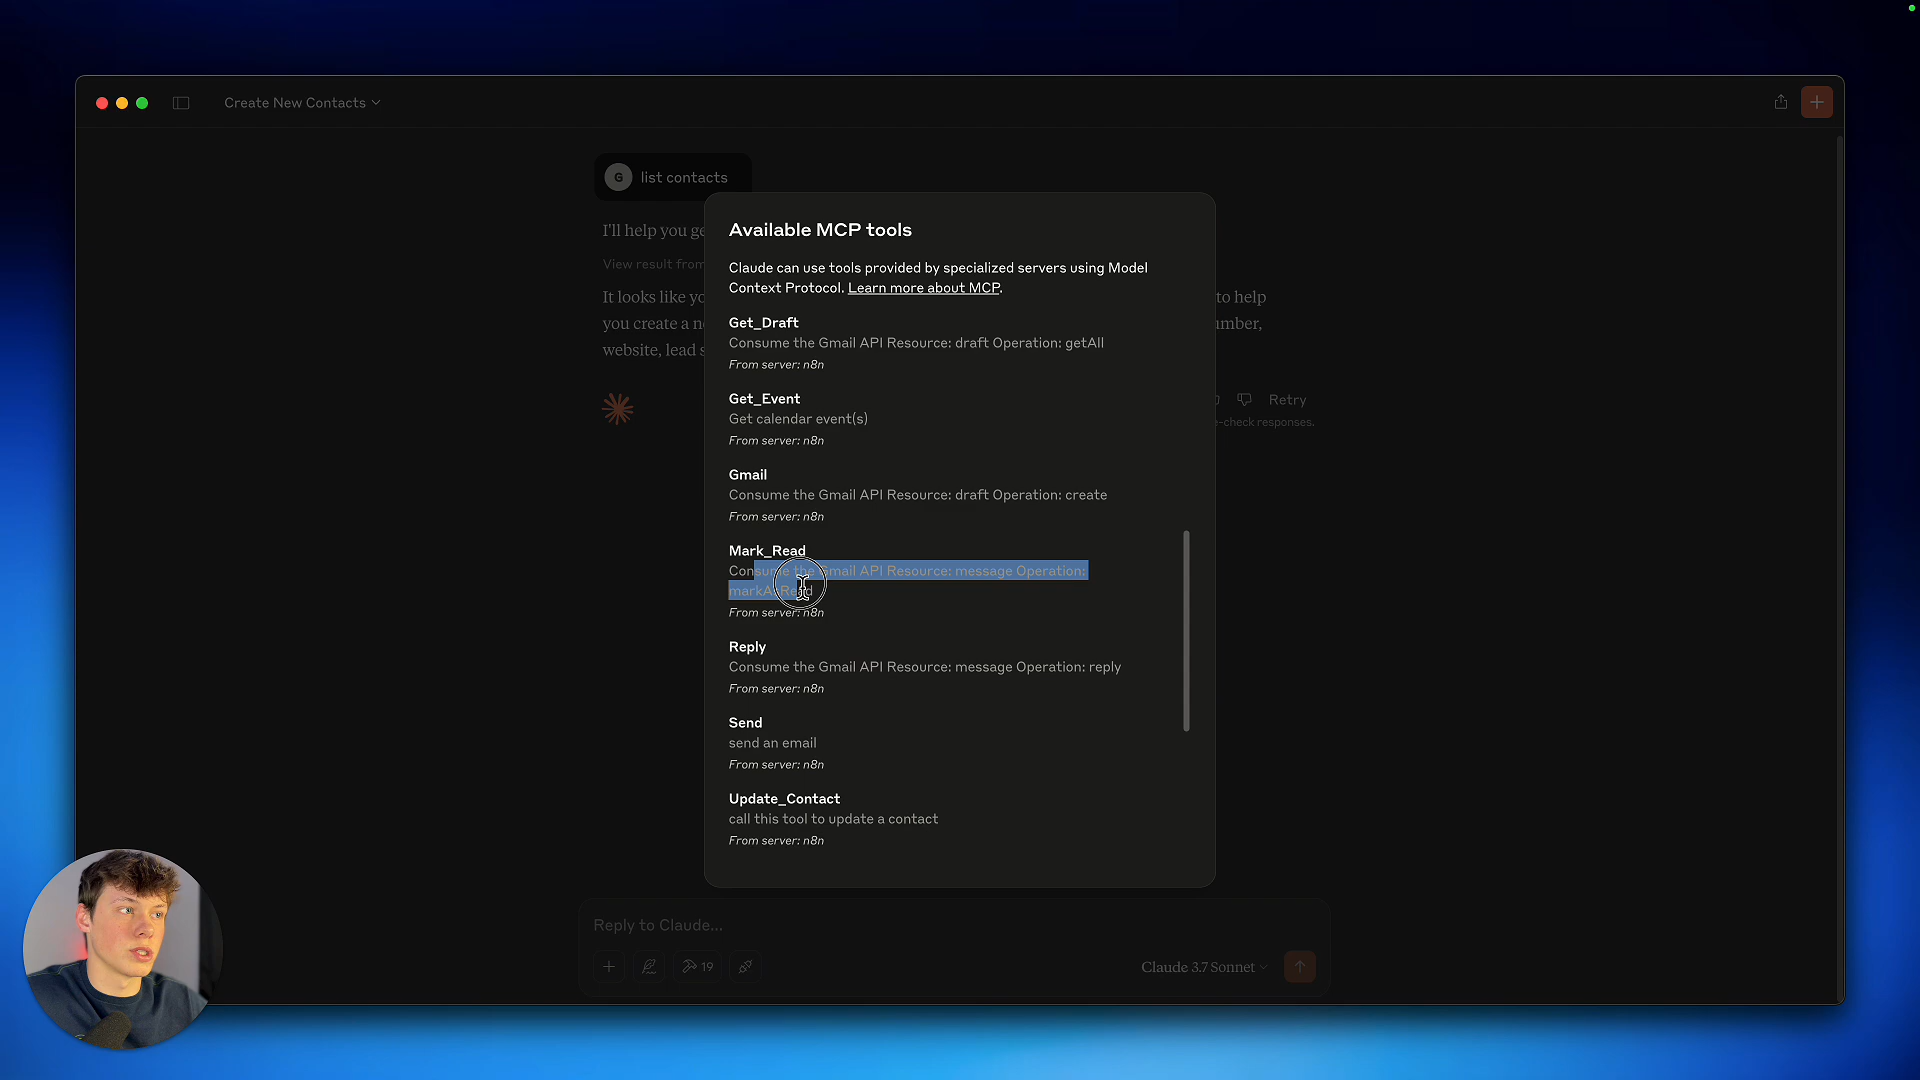 Create New Contacts
G list contacts
I'll help you ge
View result from
It looks like yo
to help
you create a n
umber,
website, lead s
Available MCP tools
Claude can use tools provided by specialized servers using Model
Context Protocol. Learn more about MCP.
Get_Draft
Consume the Gmail API Resource: draft Operation: getAll
From server: n8n
Get_Event
Get calendar event(s)
From server: n8n
Gmail
Consume the Gmail API Resource: draft Operation: create
From server: n8n
Mark_Read
Consume the Gmail API Resource: message Operation:
markAsRead
From server: n8n
Reply
Consume the Gmail API Resource: message Operation: reply
From server: n8n
Send
send an email
From server: n8n
Update_Contact
call this tool to update a contact
From server: n8n
Retry
e-check responses.
Reply to Claude...
19
Claude 3.7 Sonnet